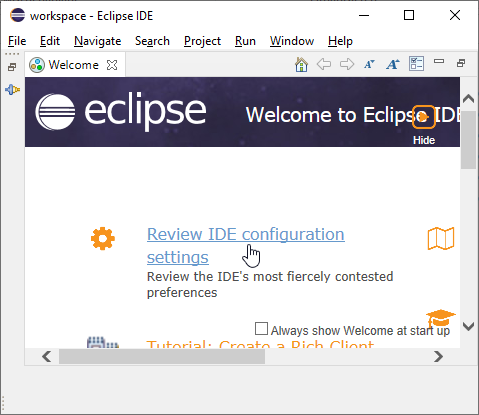 workspace - Eclipse IDE
File Edit Navigate Search Project Run Window Help
Welcome
eclipse Welcome to Eclipse IDE
Hide
Review IDE configuration
settings
Review the IDE's most fiercely contested
preferences
Always show Welcome at start up
Tutorial: Create a Rich Client